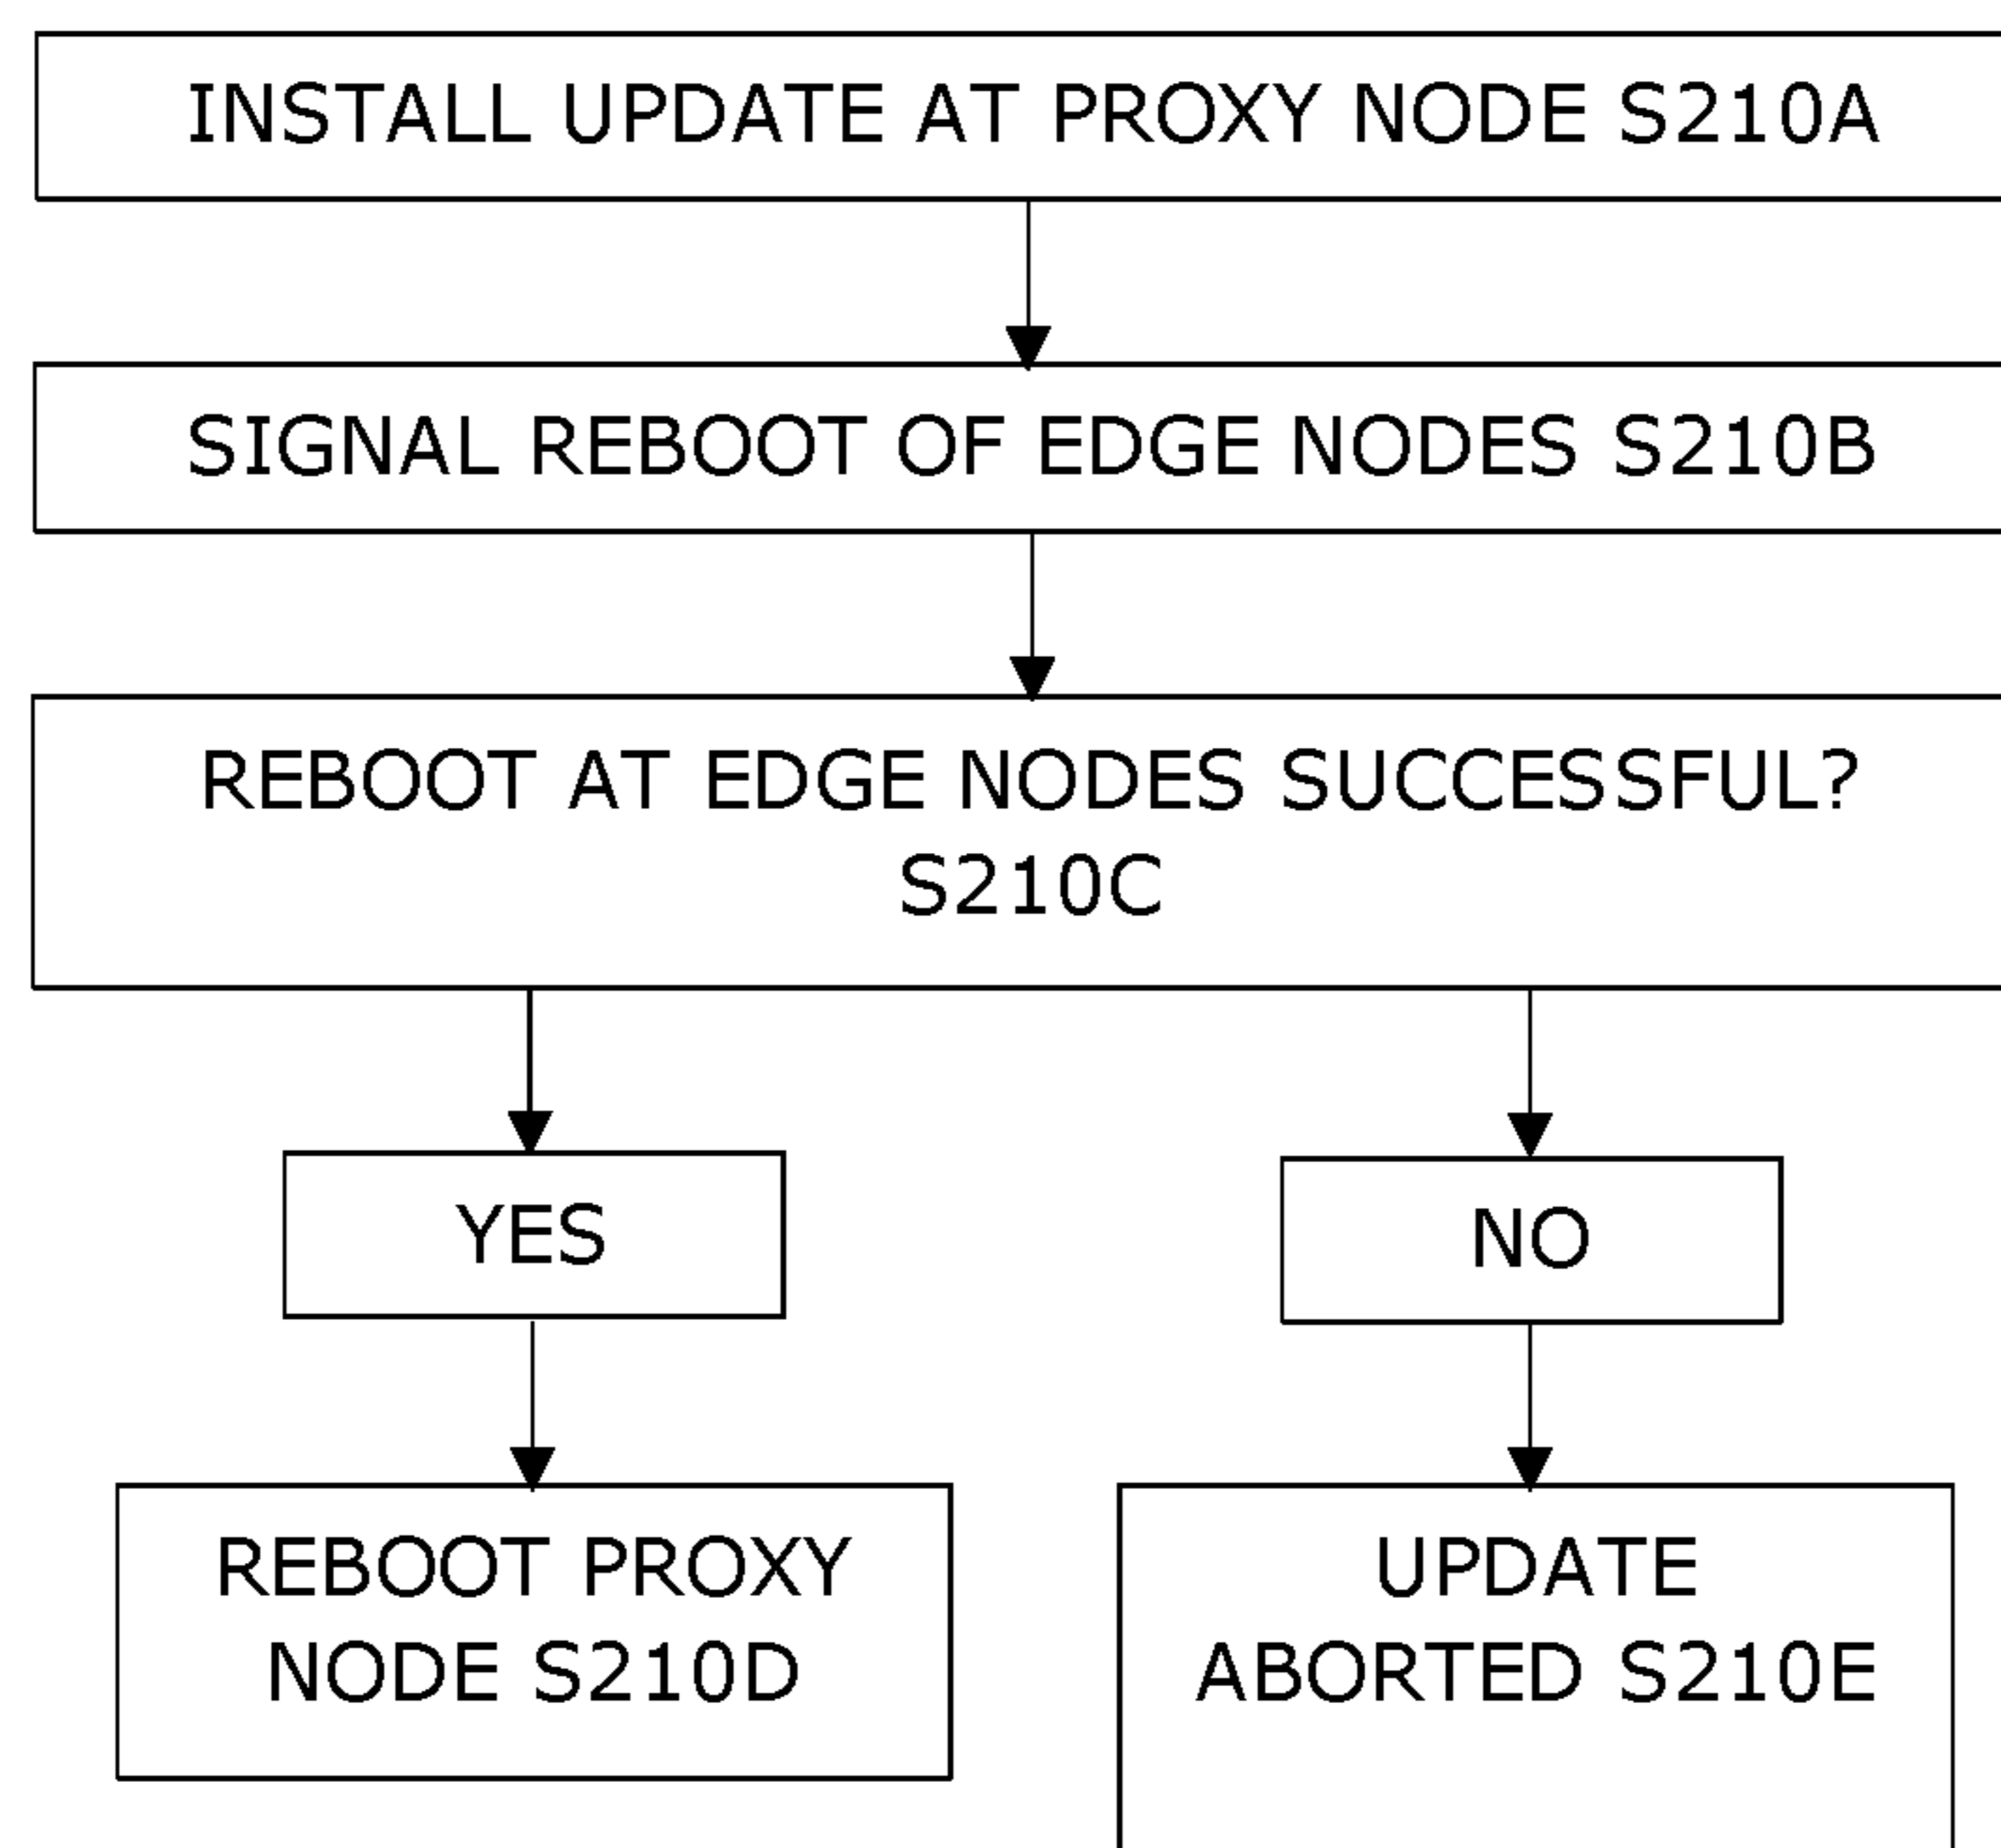 INSTALL UPDATE AT PROXY NODE S210A
SIGNAL REBOOT OF EDGE NODES S210B
REBOOT AT EDGE NODES SUCCESSFUL?
S210C
YES
NO
REBOOT PROXY
NODE S210D
UPDATE
ABORTED S210E